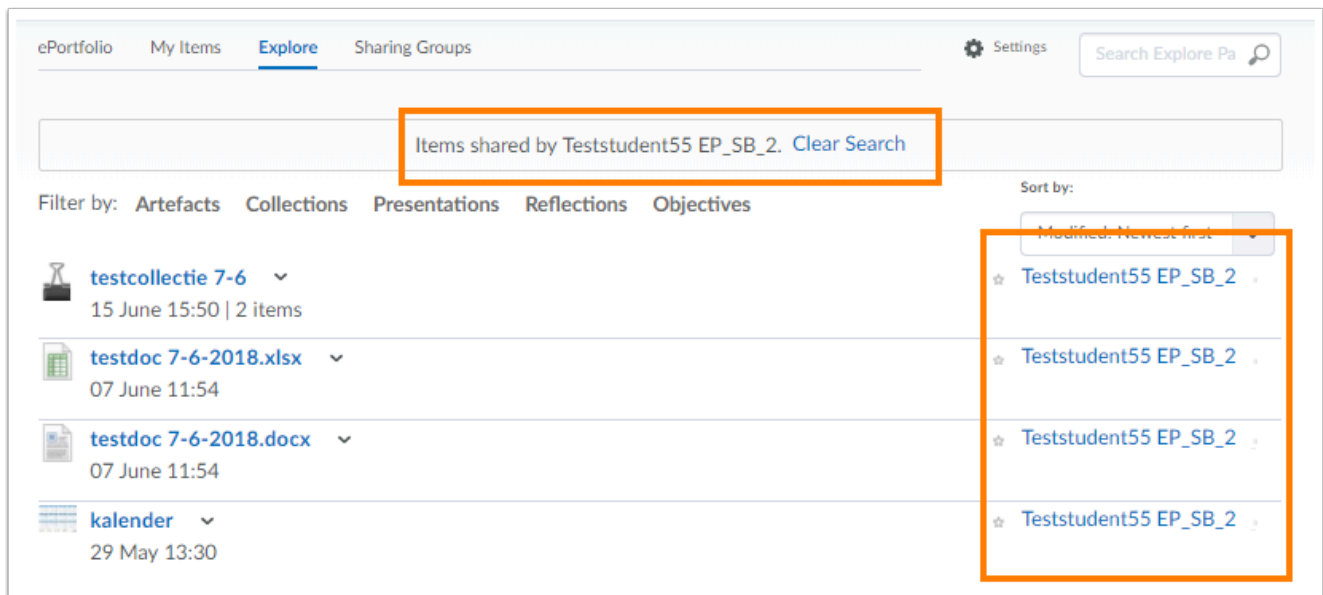 ePortfolio My Items Explore Sharing Groups Settings Search Explore Pa
Items shared by Teststudent55 EP_SB_2. Clear Search
Sort by:
Filter by: Artefacts Collections Presentations Reflections Objectives
Modified: Newest first
testcollectie 7-6 Teststudent55 EP_SB_2
15 June 15:50 | 2 items
testdoc 7-6-2018.xlsx Teststudent55 EP_SB_2
07 June 11:54
testdoc 7-6-2018.docx Teststudent55 EP_SB_2
07 June 11:54
kalender Teststudent55 EP_SB_2
29 May 13:30